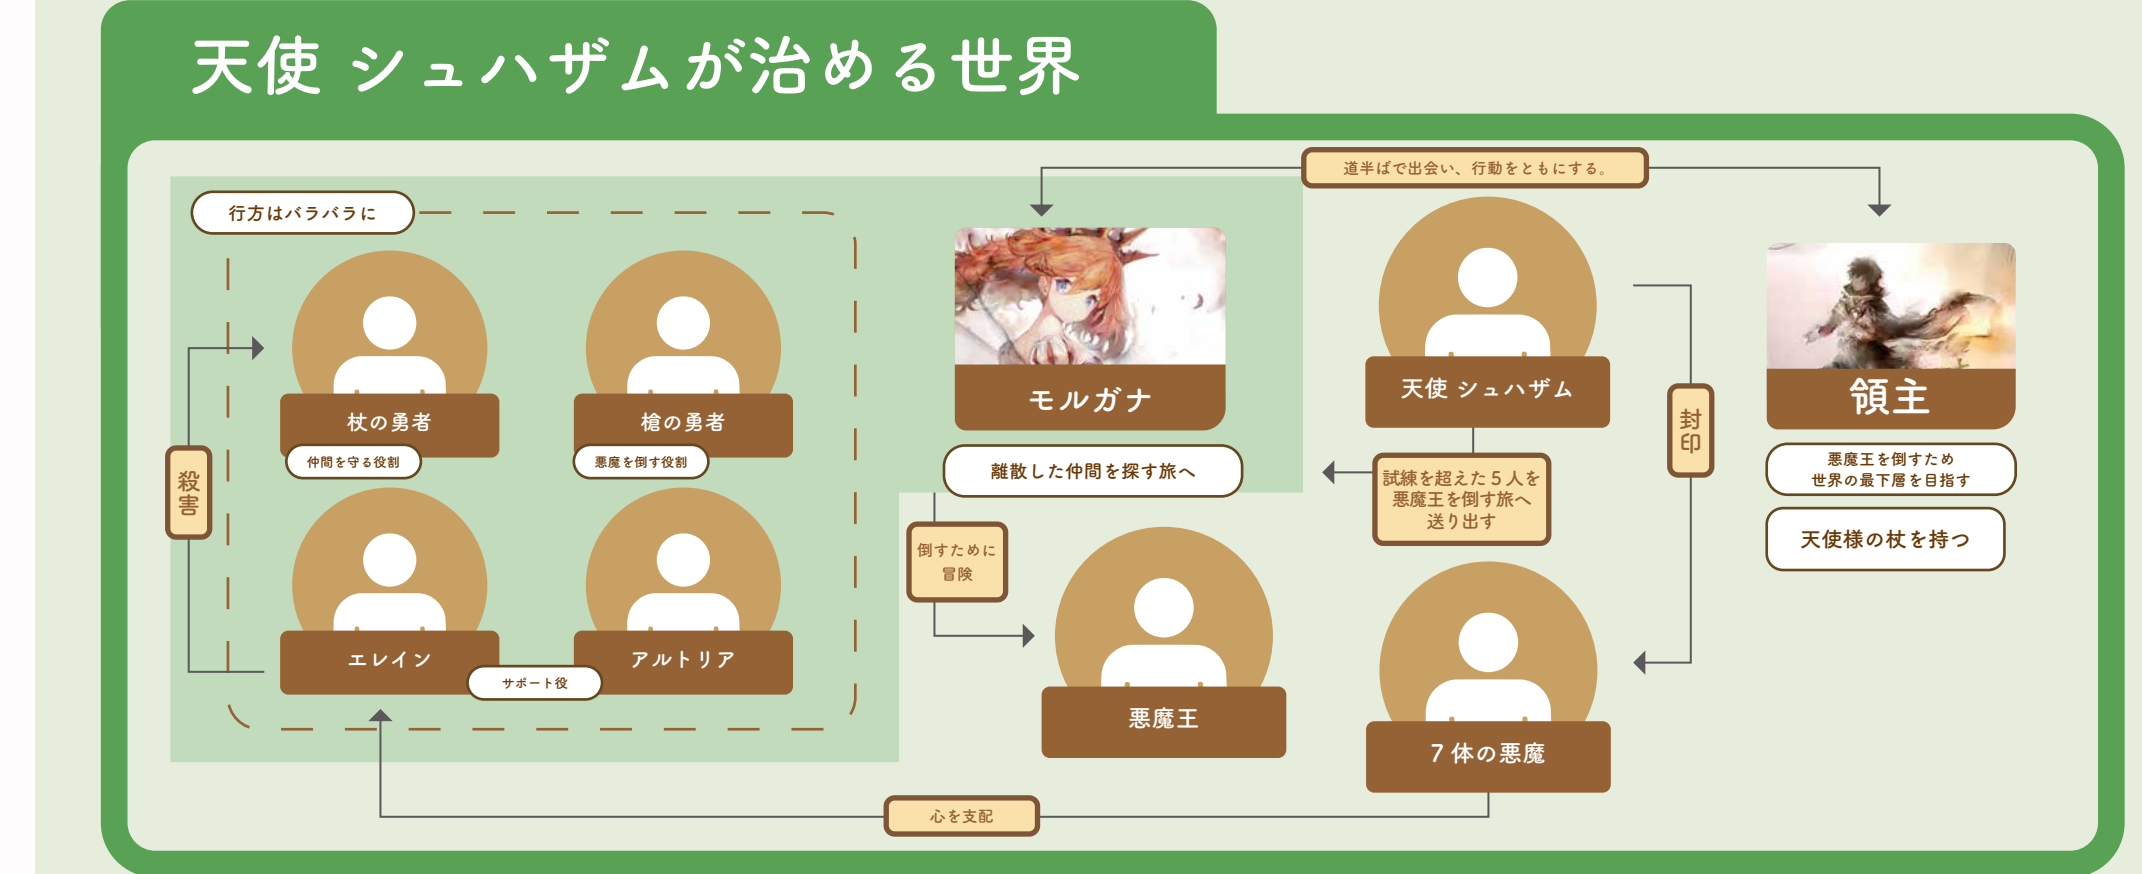 天使 シュハザムが治める世界
道半ばで出会い、行動をともにする。
行方はバラバラに
杖の勇者
仲間を守る役割
槍の勇者
悪魔を倒す役割
殺害
エレイン
アルトリア
サポート役
モルガナ
離散した仲間を探す旅へ
天使 シュハザム
試練を超えた5人を
悪魔王を倒す旅へ
送り出す
封印
領主
悪魔王を倒すため
世界の最下層を目指す
天使様の杖を持つ
倒すために
冒険
悪魔王
7体の悪魔
心を支配